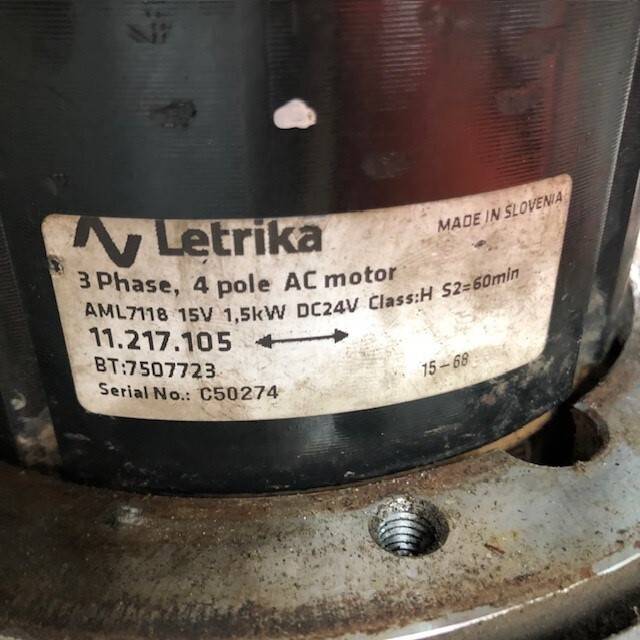 Letrika
MADE IN SLOVENIA
3 Phase, 4 pole AC motor
AML7118 15V 1,5kW DC24V Class:H S2=60min
11.217.105
BT:7507723
15-68
Serial No.: C50274